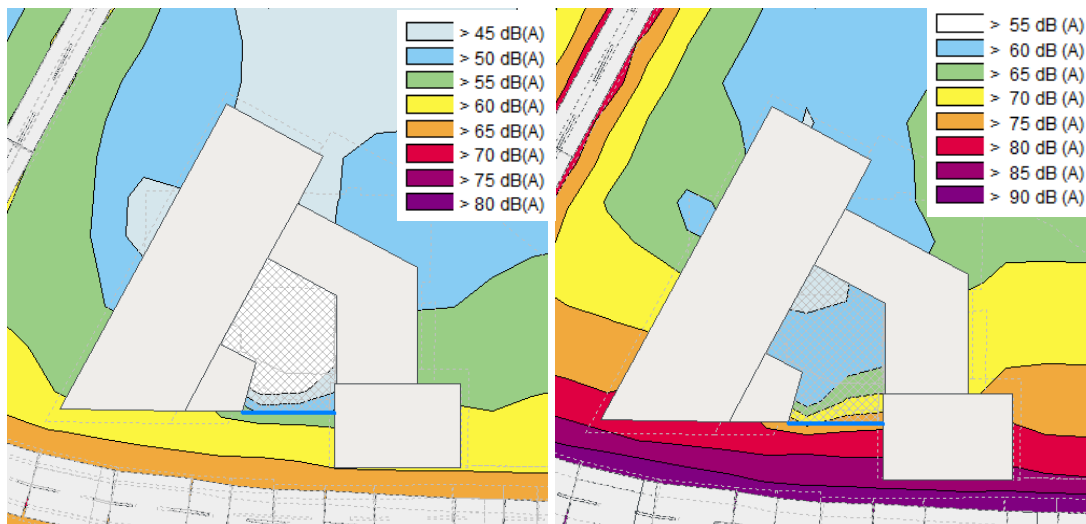 > 45 dB(A)
> 50 dB(A)
> 55 dB(A)
> 60 dB(A)
> 65 dB(A)
> 70 dB(A)
> 75 dB(A)
> 80 dB(A)
> 55 dB (A)
> 60 dB (A)
> 65 dB (A)
> 70 dB (A)
> 75 dB (A)
> 80 dB (A)
> 85 dB (A)
> 90 dB (A)